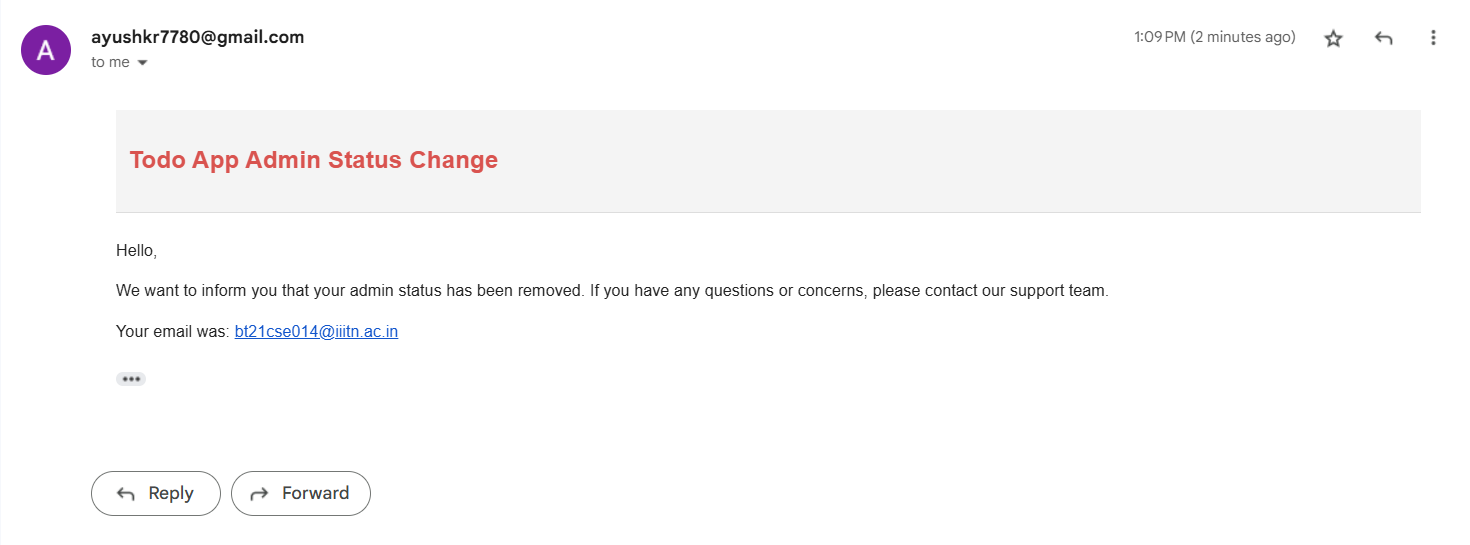 A
ayushkr7780@gmail.com
1:09 PM (2 minutes ago)
to me
Todo App Admin Status Change
Hello,
We want to inform you that your admin status has been removed. If you have any questions or concerns, please contact our support team.
Your email was: bt21cse014@iiitn.ac.in
Reply
Forward